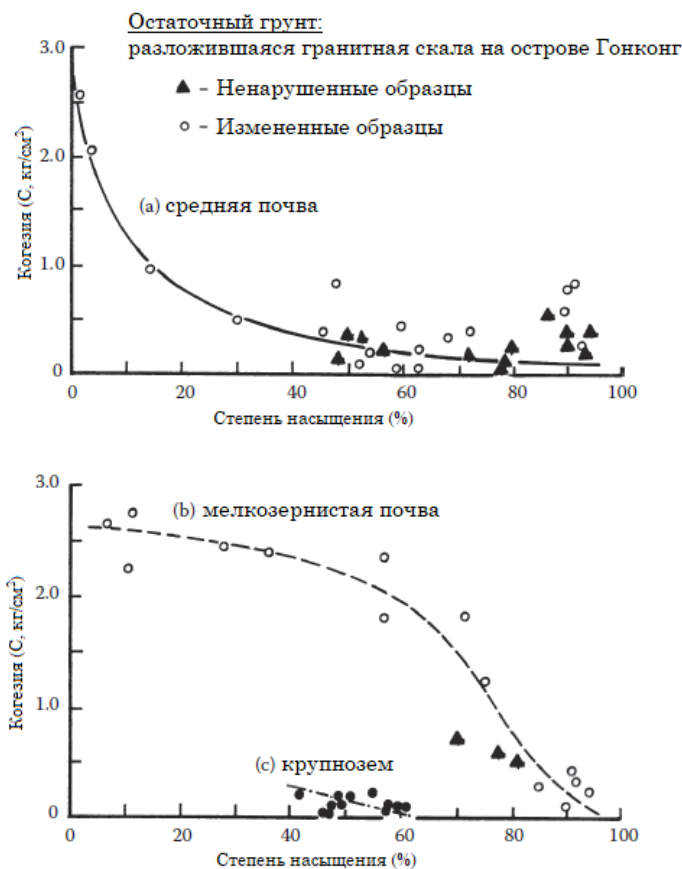 Остаточный грунт:
разложившаяся гранитная скала на острове Гонконг
▲ - Ненарушенные образцы
○ - Измененные образцы
3.0
2.0
1.0
0
Когезия (С, кг/см²)
(a) средняя почва
0 20 40 60 80 100
Степень насыщения (%)
3.0
2.0
1.0
0
Когезия (С, кг/см²)
(b) мелкозернистая почва
(c) крупнозем
0 20 40 60 80 100
Степень насыщения (%)